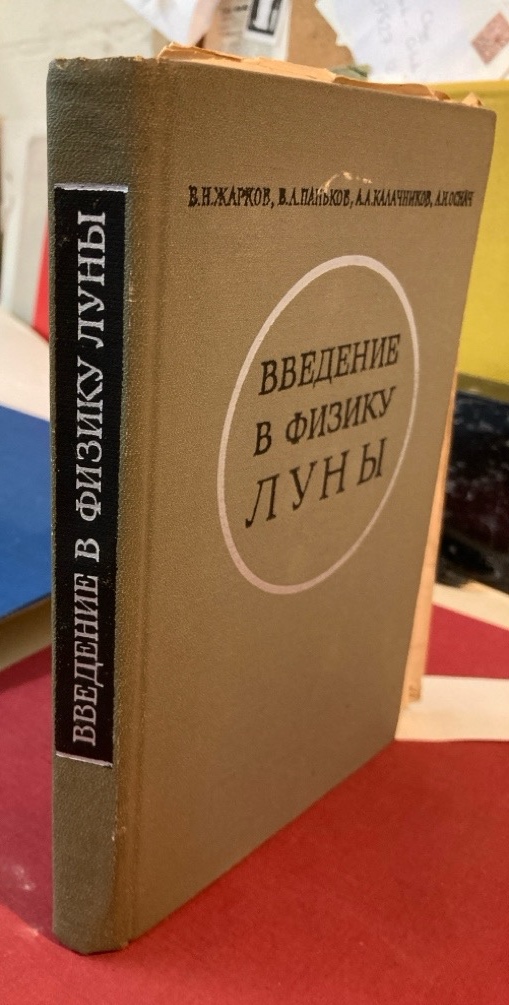 В.Н.ЖАРКОВ, В.Л.ПАНЬКОВ, А.А.КАЛАЧНИКОВ, А.И.ОСНАЧ
ВВЕДЕНИЕ
В ФИЗИКУ
ЛУНЫ
ВВЕДЕНИЕ В ФИЗИКУ ЛУНЫ